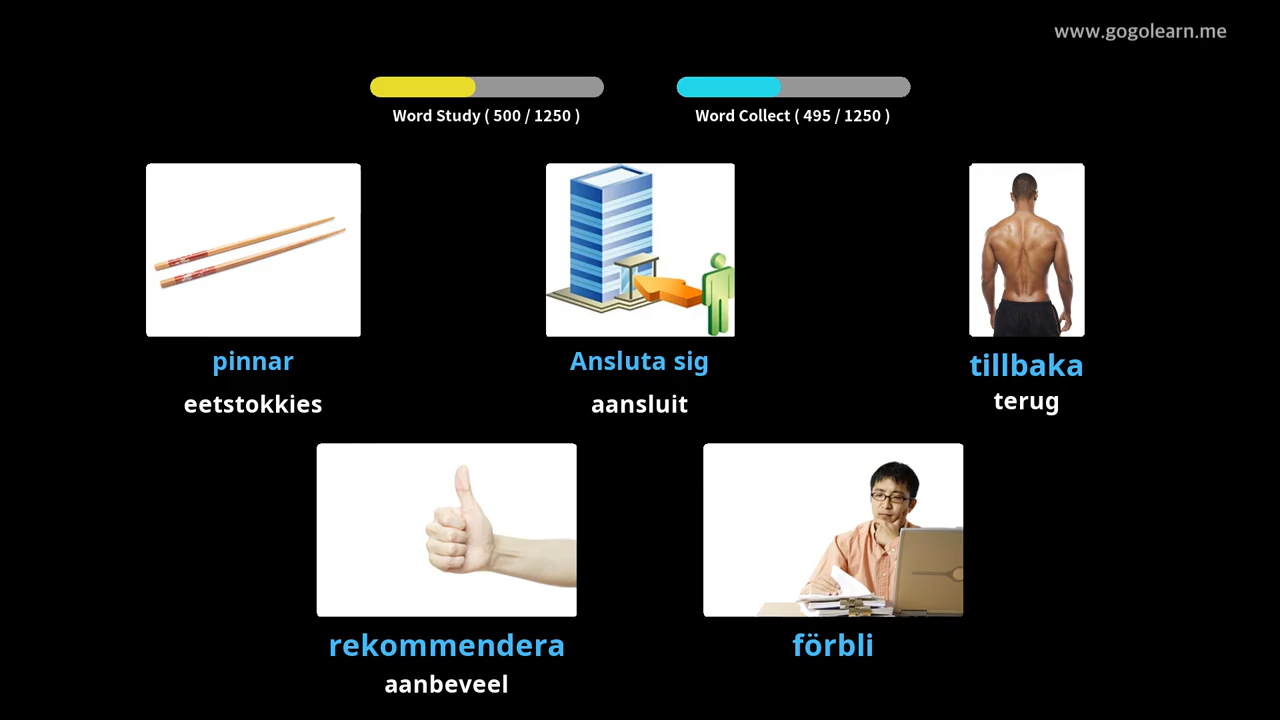 www.gogolearn.me
Word Study ( 500 / 1250 )
Word Collect ( 495 / 1250 )
pinnar
eetstokkies
Ansluta sig
aansluit
tillbaka
terug
rekommendera
aanbeveel
förbli